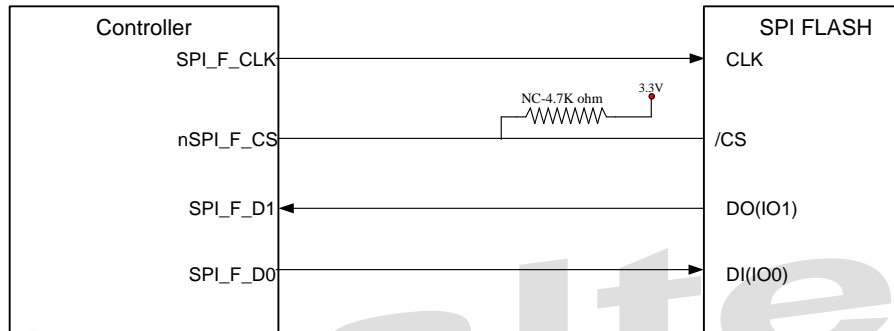 Controller
SPI FLASH
SPI_F_CLK
CLK
NC-4.7K ohm
3.3V
nSPI_F_CS
/CS
SPI_F_D1
DO(IO1)
SPI_F_D0
DI(IO0)
alte